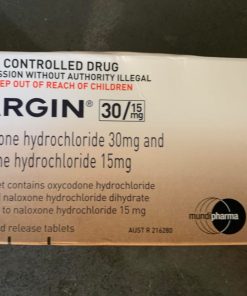 CONTROLLED DRUG
SSION WITHOUT AUTHORITY ILLEGAL
EP OUT OF REACH OF CHILDREN
ARGIN® 30/15 mg
one hydrochloride 30mg and
ne hydrochloride 15mg
et contains oxycodone hydrochloride
d naloxone hydrochloride dihydrate
to naloxone hydrochloride 15 mg
mundipharma
d release tablets
AUST R 216280